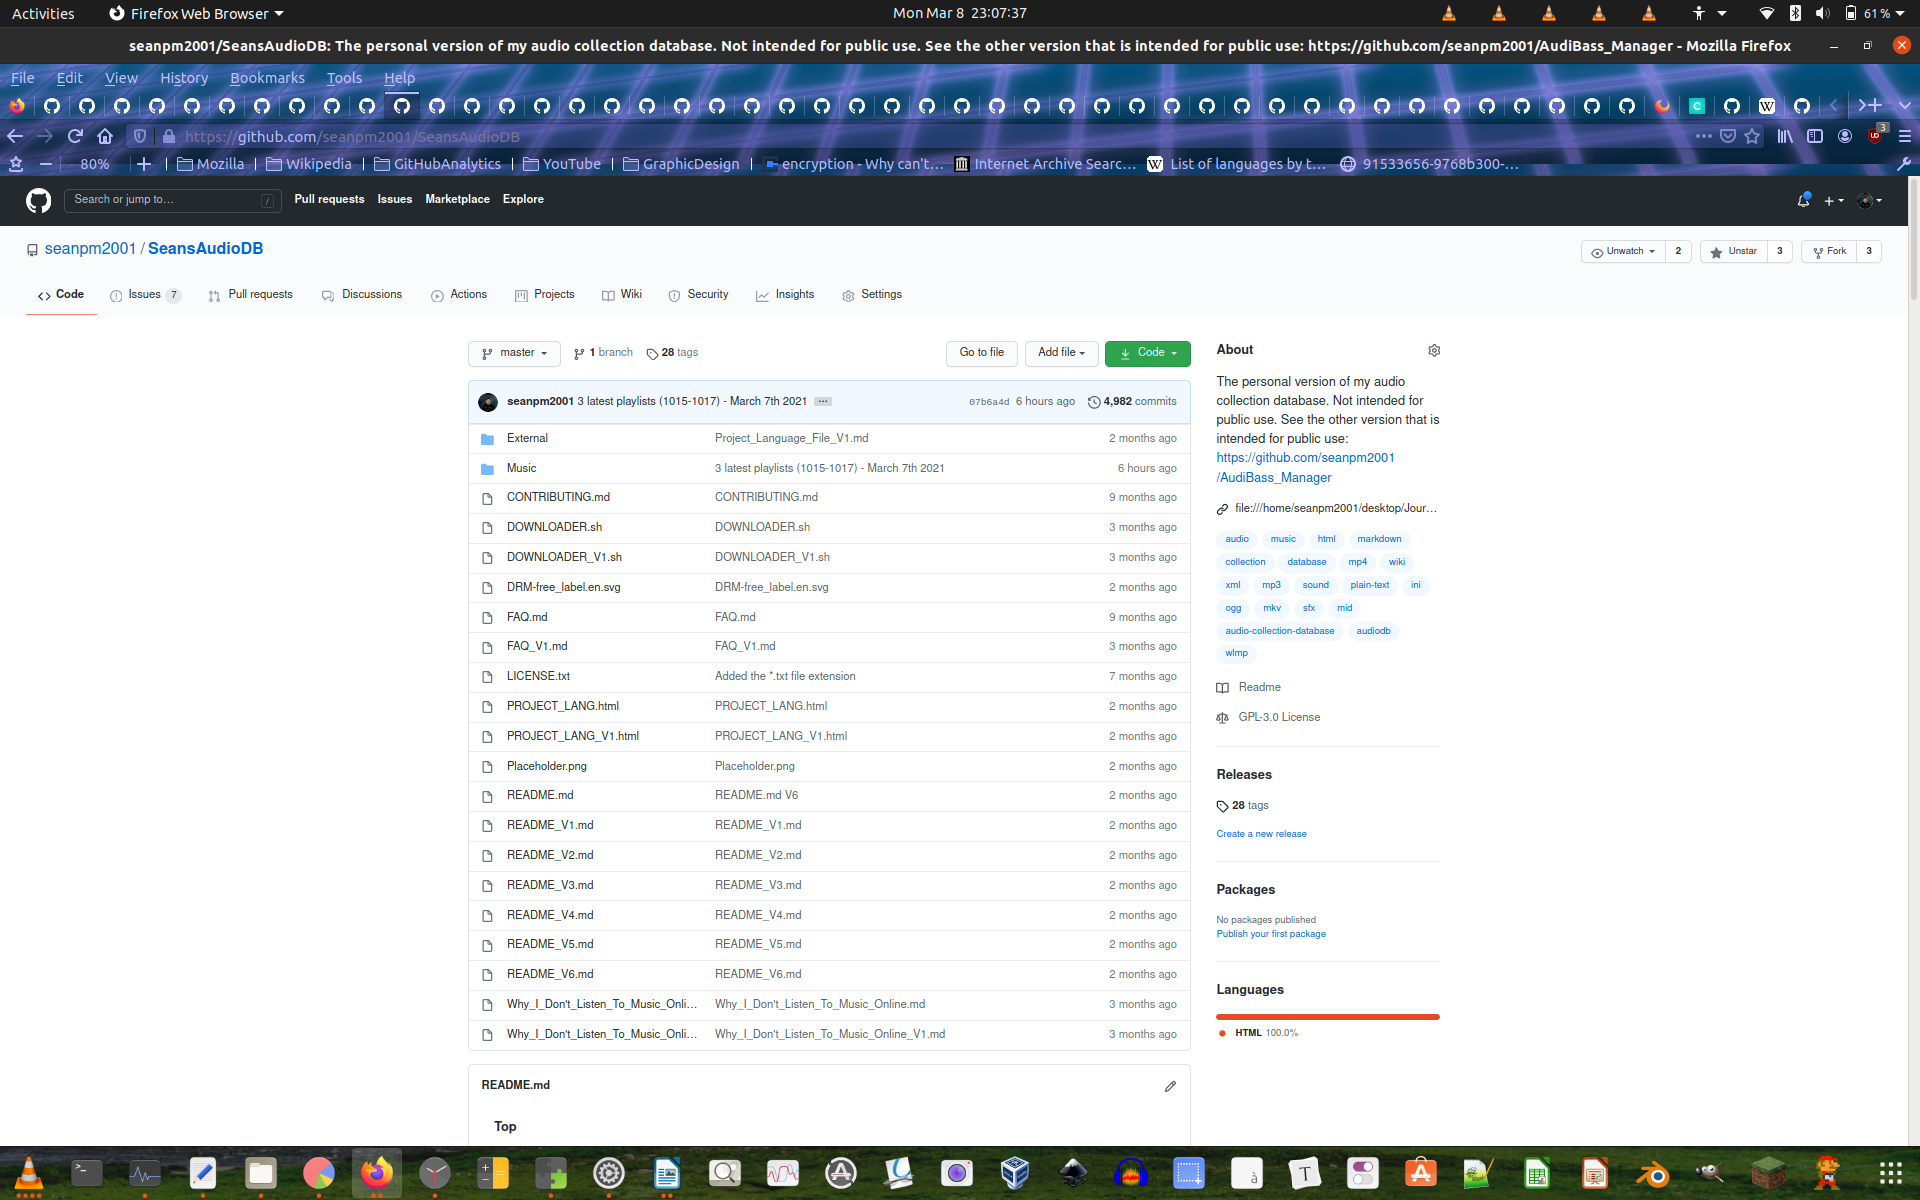 Activities Firefox Web Browser Mon Mar 8 23:07:37 61 %
seanpm2001/SeansAudioDB: The personal version of my audio collection database. Not intended for public use. See the other version that is intended for public use: https://github.com/seanpm2001/AudiBass_Manager - Mozilla Firefox
File Edit View History Bookmarks Tools Help
https://github.com/seanpm2001/SeansAudioDB 3
80% Mozilla Wikipedia GitHubAnalytics YouTube GraphicDesign encryption - Why can't... Internet Archive Searc... List of languages by t... 91533656-9768b300-...
Search or jump to... / Pull requests Issues Marketplace Explore
seanpm2001 / SeansAudioDB Unwatch 2 Unstar 3 Fork 3
Code Issues 7 Pull requests Discussions Actions Projects Wiki Security Insights Settings
master 1 branch 28 tags Go to file Add file Code
seanpm2001 3 latest playlists (1015-1017) - March 7th 2021 ... 07b6a4d 6 hours ago 4,982 commits
External Project_Language_File_V1.md 2 months ago
Music 3 latest playlists (1015-1017) - March 7th 2021 6 hours ago
CONTRIBUTING.md CONTRIBUTING.md 9 months ago
DOWNLOADER.sh DOWNLOADER.sh 3 months ago
DOWNLOADER_V1.sh DOWNLOADER_V1.sh 3 months ago
DRM-free_label.en.svg DRM-free_label.en.svg 2 months ago
FAQ.md FAQ.md 9 months ago
FAQ_V1.md FAQ_V1.md 3 months ago
LICENSE.txt Added the *.txt file extension 7 months ago
PROJECT_LANG.html PROJECT_LANG.html 2 months ago
PROJECT_LANG_V1.html PROJECT_LANG_V1.html 2 months ago
Placeholder.png Placeholder.png 2 months ago
README.md README.md V6 2 months ago
README_V1.md README_V1.md 2 months ago
README_V2.md README_V2.md 2 months ago
README_V3.md README_V3.md 2 months ago
README_V4.md README_V4.md 2 months ago
README_V5.md README_V5.md 2 months ago
README_V6.md README_V6.md 2 months ago
Why_I_Don't_Listen_To_Music_Onli... Why_I_Don't_Listen_To_Music_Online.md 3 months ago
Why_I_Don't_Listen_To_Music_Onli... Why_I_Don't_Listen_To_Music_Online_V1.md 3 months ago
README.md
Top
About
The personal version of my audio
collection database. Not intended for
public use. See the other version that is
intended for public use:
https://github.com/seanpm2001
/AudiBass_Manager
file:///home/seanpm2001/desktop/Jour...
audio music html markdown
collection database mp4 wiki
xml mp3 sound plain-text ini
ogg mkv sfx mid
audio-collection-database audiodb
wlmp
Readme
GPL-3.0 License
Releases
28 tags
Create a new release
Packages
No packages published
Publish your first package
Languages
HTML 100.0%